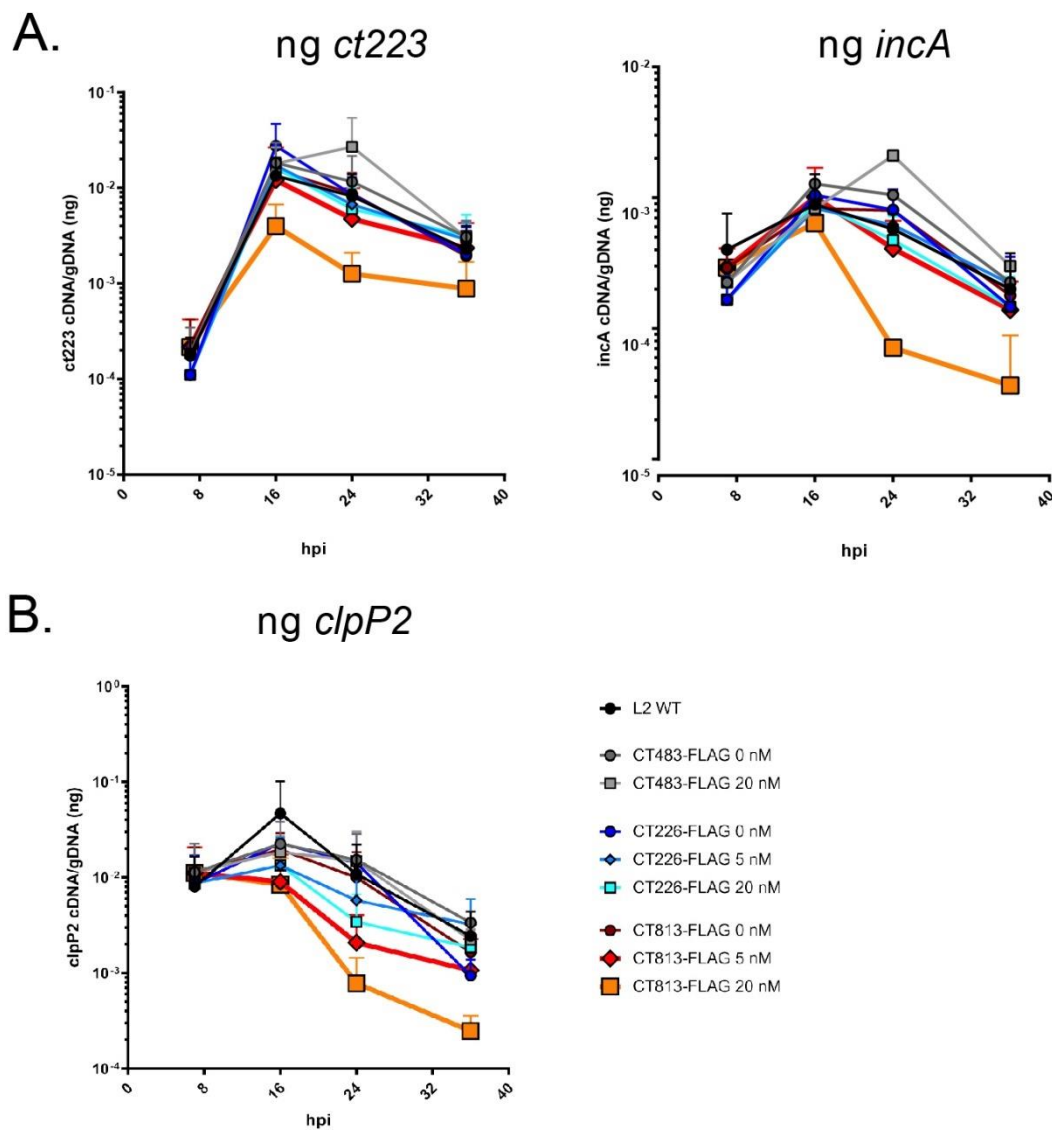 A.
ng ct223
ng incA
ct223 cDNA/gDNA (ng)
10-1
10-2
10-3
10-4
10-5
0
8
16
24
32
40
hpi
incA cDNA/gDNA (ng)
10-2
10-3
10-4
10-5
0
8
16
24
32
40
hpi
B.
ng clpP2
clpP2 cDNA/gDNA (ng)
100
10-1
10-2
10-3
10-4
0
8
16
24
32
40
hpi
L2 WT
CT483-FLAG 0 nM
CT483-FLAG 20 nM
CT226-FLAG 0 nM
CT226-FLAG 5 nM
CT226-FLAG 20 nM
CT813-FLAG 0 nM
CT813-FLAG 5 nM
CT813-FLAG 20 nM